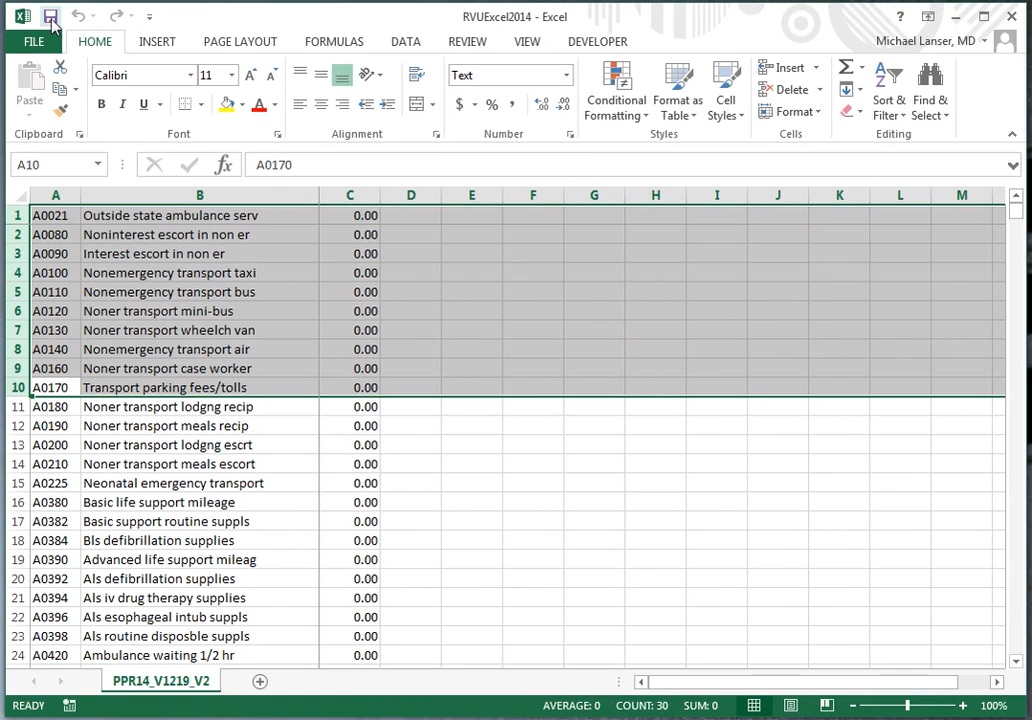 RVUExcel2014 - Excel
?
FILE HOME INSERT PAGE LAYOUT FORMULAS DATA REVIEW VIEW DEVELOPER Michael Lanser, MD
Paste Calibri 11 A A Text Conditional Formatting Format as Table Cell Styles Insert Delete Format Sort & Filter Find & Select
B I U A $ % ,
Clipboard Font Alignment Number Styles Cells Editing
A10 fx A0170
A B C D E F G H I J K L M
1 A0021 Outside state ambulance serv 0.00
2 A0080 Noninterest escort in non er 0.00
3 A0090 Interest escort in non er 0.00
4 A0100 Nonemergency transport taxi 0.00
5 A0110 Nonemergency transport bus 0.00
6 A0120 Noner transport mini-bus 0.00
7 A0130 Noner transport wheelch van 0.00
8 A0140 Nonemergency transport air 0.00
9 A0160 Noner transport case worker 0.00
10 A0170 Transport parking fees/tolls 0.00
11 A0180 Noner transport lodgng recip 0.00
12 A0190 Noner transport meals recip 0.00
13 A0200 Noner transport lodgng escrt 0.00
14 A0210 Noner transport meals escort 0.00
15 A0225 Neonatal emergency transport 0.00
16 A0380 Basic life support mileage 0.00
17 A0382 Basic support routine suppls 0.00
18 A0384 Bls defibrillation supplies 0.00
19 A0390 Advanced life support mileag 0.00
20 A0392 Als defibrillation supplies 0.00
21 A0394 Als iv drug therapy supplies 0.00
22 A0396 Als esophageal intub suppls 0.00
23 A0398 Als routine disposble suppls 0.00
24 A0420 Ambulance waiting 1/2 hr 0.00
PPR14_V1219_V2
READY AVERAGE: 0 COUNT: 30 SUM: 0 100%